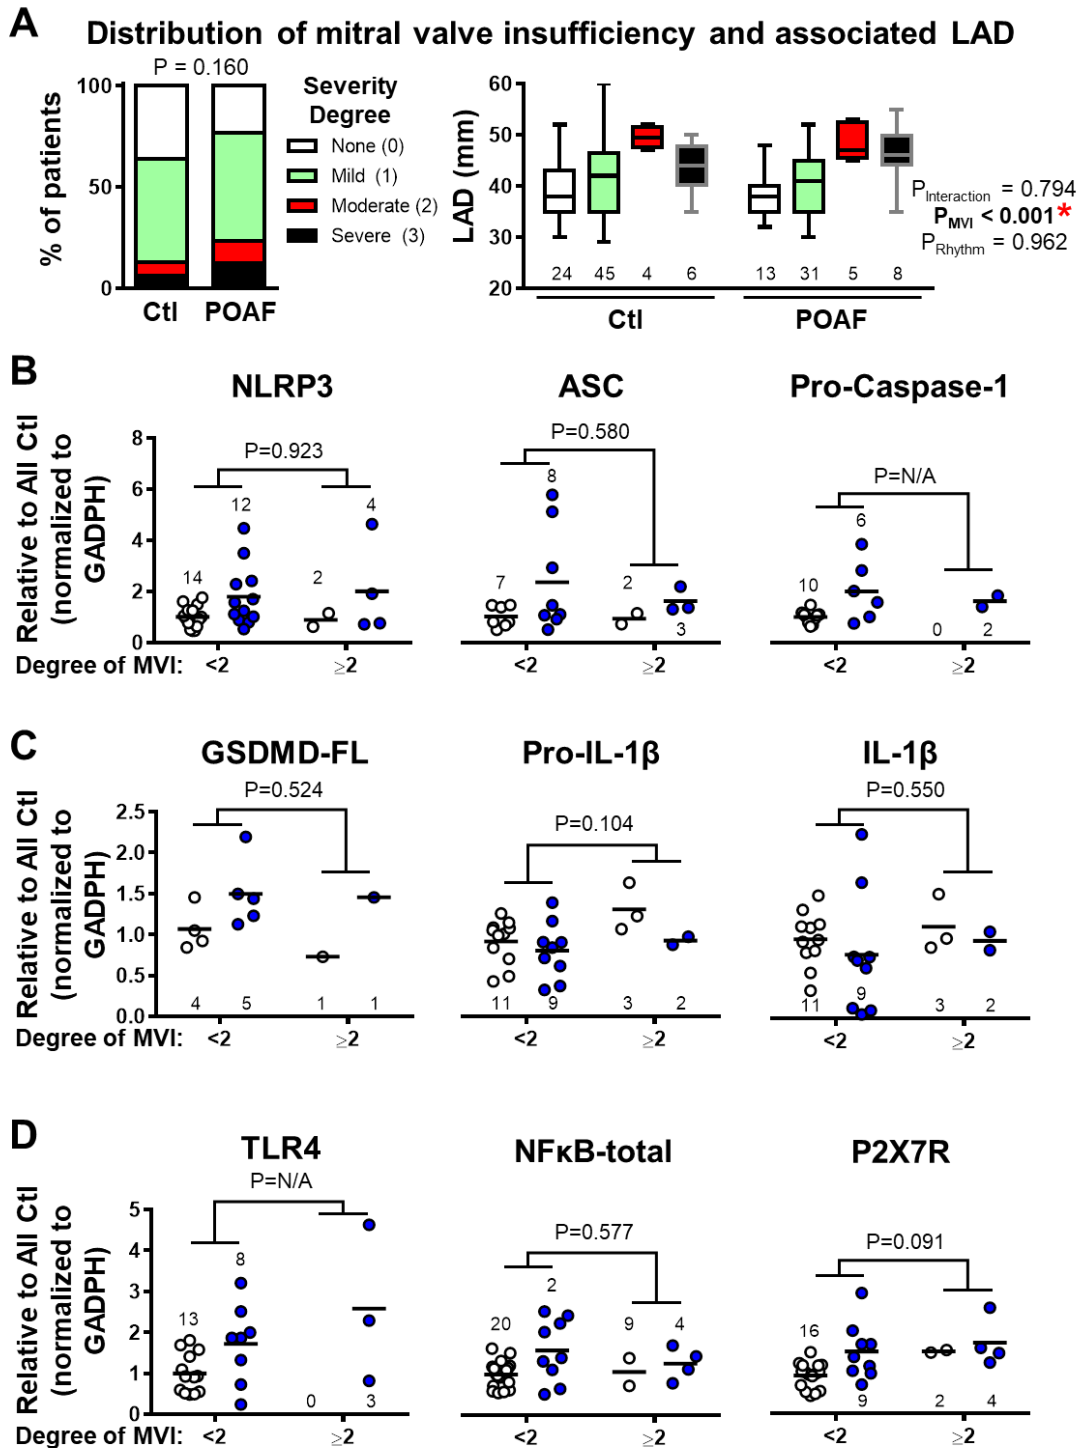 A
Distribution of mitral valve insufficiency and associated LAD
P = 0.160
% of patients
100
50
0
Ctl POAF
Severity
Degree
None (0)
Mild (1)
Moderate (2)
Severe (3)
LAD (mm)
60
50
40
30
20
24 45 4 6 13 31 5 8
Ctl POAF
PInteraction = 0.794
PMVI < 0.001*
PRhythm = 0.962
B
NLRP3 ASC Pro-Caspase-1
Relative to All Ctl
(normalized to
GADPH)
8
6
4
2
0
P=0.923
14 12 2 4
<2 ≥2
P=0.580
7 8 2 3
<2 ≥2
P=N/A
10 6 0 2
<2 ≥2
Degree of MVI:
C
GSDMD-FL Pro-IL-1β IL-1β
Relative to All Ctl
(normalized to
GADPH)
2.5
2.0
1.5
1.0
0.5
0.0
P=0.524
4 5 1 1
<2 ≥2
P=0.104
11 9 3 2
<2 ≥2
P=0.550
11 9 3 2
<2 ≥2
Degree of MVI:
D
TLR4 NFκB-total P2X7R
Relative to All Ctl
(normalized to
GADPH)
5
4
3
2
1
0
P=N/A
13 8 0 3
<2 ≥2
P=0.577
20 2 9 4
<2 ≥2
P=0.091
16 9 2 4
<2 ≥2
Degree of MVI: